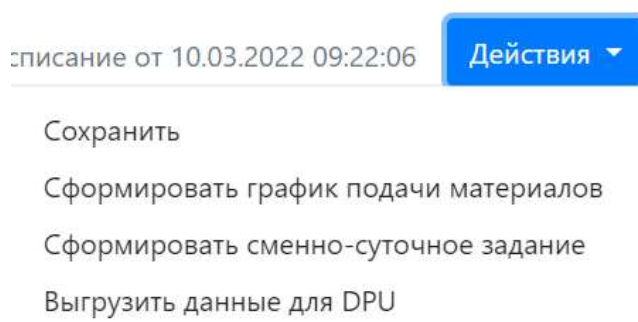 списание от 10.03.2022 09:22:06 Действия
Сохранить
Сформировать график подачи материалов
Сформировать сменно-суточное задание
Выгрузить данные для DPU